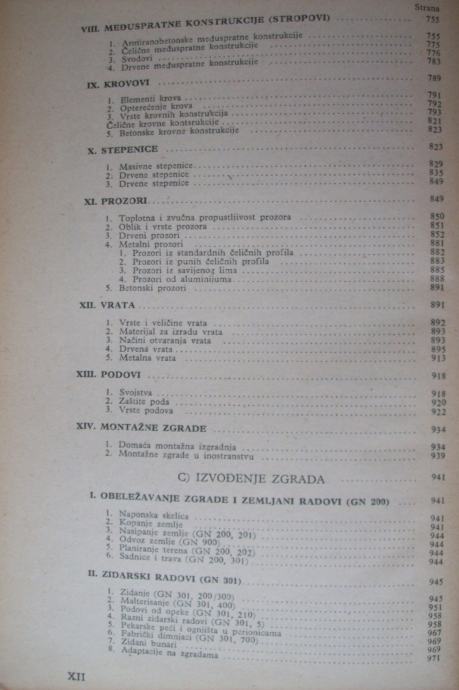 Strana
VIII. MEĐUSPRATNE KONSTRUKCIJE (STROPOVI) 755
1. Armiranobetonske međuspratne konstrukcije 755
2. Čelične međuspratne konstrukcije 775
3. Svodovi 776
4. Drvene međuspratne konstrukcije 783
IX. KROVOVI 789
1. Elementi krova 791
2. Opterećenje krova 792
3. Vrste krovnih konstrukcija 793
Čelične krovne konstrukcije 821
5. Betonske krovne konstrukcije 823
X. STEPENICE 823
1. Masivne stepenice 829
2. Drvene stepenice 835
3. Drvene stepenice 849
XI. PROZORI 849
1. Toplotna i zvučna propustljivost prozora 850
2. Oblik i vrste prozora 851
3. Drveni prozori 852
4. Metalni prozori 881
1. Prozori iz standardnih čeličnih profila 882
2. Prozori iz punih čeličnih profila 883
3. Prozori iz savijenog lima 885
4. Prozori od aluminijuma 888
5. Betonski prozori 891
XII. VRATA 891
1. Vrste i veličine vrata 892
2. Materijal za izradu vrata 893
3. Načini otvaranja vrata 893
4. Drvena vrata 895
5. Metalna vrata 913
XIII. PODOVI 918
1. Svojstva 918
2. Zaštite poda 920
3. Vrste podova 922
XIV. MONTAŽNE ZGRADE 934
1. Domaća montažna izgradnja 934
2. Montažne zgrade u inostranstvu 939
C) IZVOĐENJE ZGRADA 941
I. OBELEŽAVANJE ZGRADE I ZEMLJANI RADOVI (GN 200) 941
1. Naponska skelica 941
2. Kopanje zemlje 941
3. Nasipanje zemlje (GN 200, 201) 944
4. Odvoz zemlje (GN 900) 944
5. Planiranje terena (GN 200, 202) 944
6. Sadnice i trava (GN 200, 301) 944
II. ZIDARSKI RADOVI (GN 301) 945
1. Zidanje (GN 301, 200/300) 945
2. Malterisanje (GN 301, 400) 951
3. Podovi od opeke (GN 301, 210) 958
4. Razni zidarski radovi (GN 301, 5) 958
5. Pekarske peći i ognjišta u perionicama 967
6. Fabrički dimnjaci (GN 301, 700) 969
7. Zidani bunari 969
8. Adaptacije na zgradama 971
XII